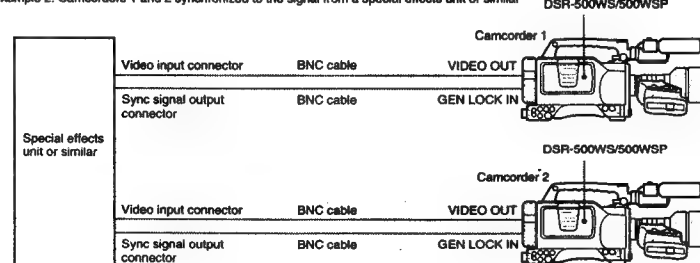 Example 2: Camcorders 1 and 2 synchronized to the signal from a special effects unit or similar
DSR-500WS/500WSP
Camcorder 1
Video input connector
BNC cable
VIDEO OUT
Sync signal output
connector
BNC cable
GEN LOCK IN
Special effects
unit or similar
DSR-500WS/500WSP
Camcorder 2
Video input connector
BNC cable
VIDEO OUT
Sync signal output
connector
BNC cable
GEN LOCK IN